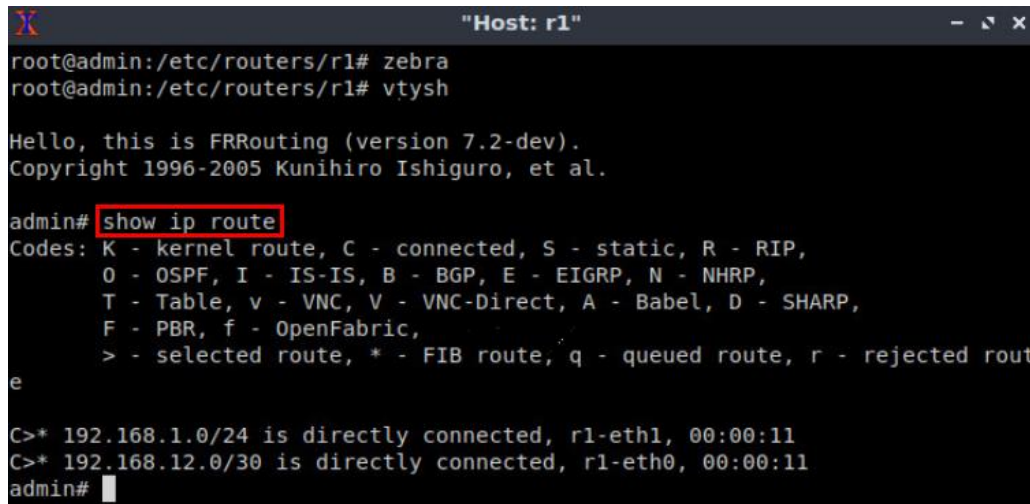 "Host: r1"
root@admin:/etc/routers/r1# zebra
root@admin:/etc/routers/r1# vtysh
Hello, this is FRRouting (version 7.2-dev).
Copyright 1996-2005 Kunihiro Ishiguro, et al.
admin# show ip route
Codes: K - kernel route, C - connected, S - static, R - RIP,
O - OSPF, I - IS-IS, B - BGP, E - EIGRP, N - NHRP,
T - Table, v - VNC, V - VNC-Direct, A - Babel, D - SHARP,
F - PBR, f - OpenFabric,
> - selected route, * - FIB route, q - queued route, r - rejected rout
e
C>* 192.168.1.0/24 is directly connected, r1-eth1, 00:00:11
C>* 192.168.12.0/30 is directly connected, r1-eth0, 00:00:11
admin#